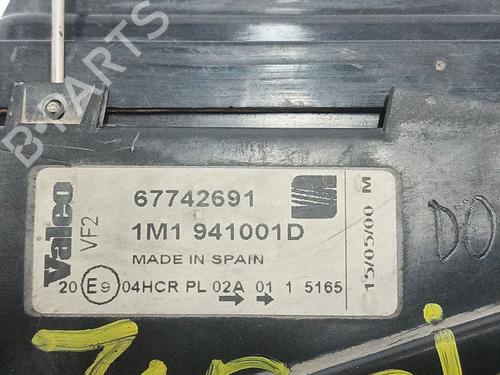 B-PARTS
Valeo
VF2
67742691
1M1 941001D
MADE IN SPAIN
20 E9 04HCR PL 02A 01 1 5165
15/05/00 M
DO